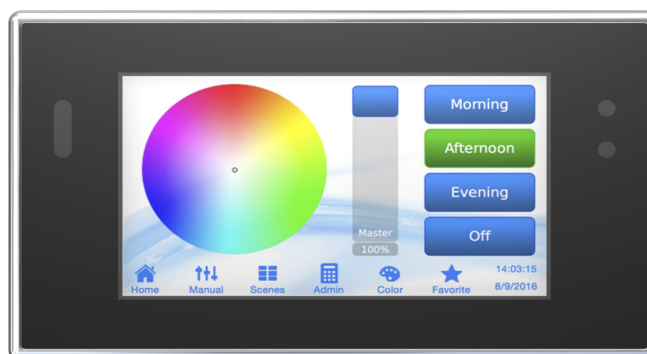 Morning
Afternoon
Evening
Off
Master
100%
Home Manual Scenes Admin Color Favorite
14:03:15
8/9/2016